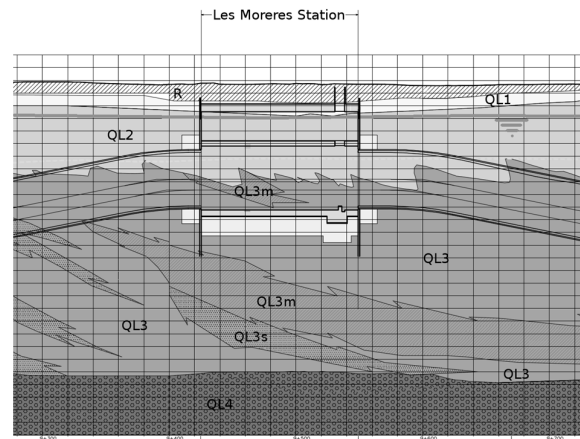 Les Moreres Station
R
QL1
QL2
QL3m
QL3
QL3m
QL3
QL3s
QL3
QL4